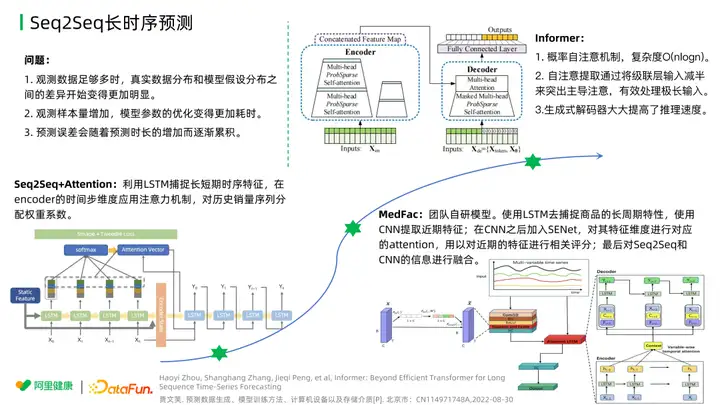 Seq2Seq长时序预测
问题：
1. 观测数据足够多时，真实数据分布和模型假设分布之
间的差异开始变得更加明显。
2. 观测样本量增加，模型参数的优化变得更加耗时。
3. 预测误差会随着预测时长的增加而逐渐累积。
Concatenated Feature Map
Encoder
Multi-head
ProbSparse
Self-attention
Multi-head
ProbSparse
Self-attention
Inputs: Xen
Outputs
Fully Connected Layer
Decoder
Multi-head
Attention
Masked Multi-head
ProbSparse
Self-attention
Inputs: Xde={Xtoken, X0}
Informer:
1. 概率自注意机制，复杂度O(nlogn)。
2. 自注意提取通过将级联层输入减半
来突出主导注意，有效处理极长输入。
3.生成式解码器大大提高了推理速度。
Seq2Seq+Attention：利用LSTM捕捉长短期时序特征，在
encoder的时间步维度应用注意力机制，对历史销量序列分
配权重系数。
softmax
Attention Vector
Static
Feature
LSTM
LSTM
LSTM
LSTM
Encoder State
LSTM
LSTM
LSTM
LSTM
MedFac：团队自研模型。使用LSTM去捕捉商品的长周期特性，使用
CNN提取近期特征；在CNN之后加入SENet，对其特征维度进行对应
的attention，用以对近期的特征进行相关评分；最后对Seq2Seq和
CNN的信息进行融合。
Multi-variable time series
Input
time
Decoder
LSTM
LSTM
LSTM
Context
Variable-wise
temporal attention
Encoder
LSTM
LSTM
阿里健康
DataFun.
Haoyi Zhou, Shanghang Zhang, Jieqi Peng, et al, Informer: Beyond Efficient Transformer for Long
Sequence Time-Series Forecasting
贾文芙. 预测数据生成、模型训练方法、计算机设备以及存储介质[P]. 北京市：CN114971748A,2022-08-30